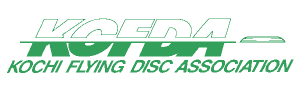 KOFDA
KOCHI FLYING DISC ASSOCIATION